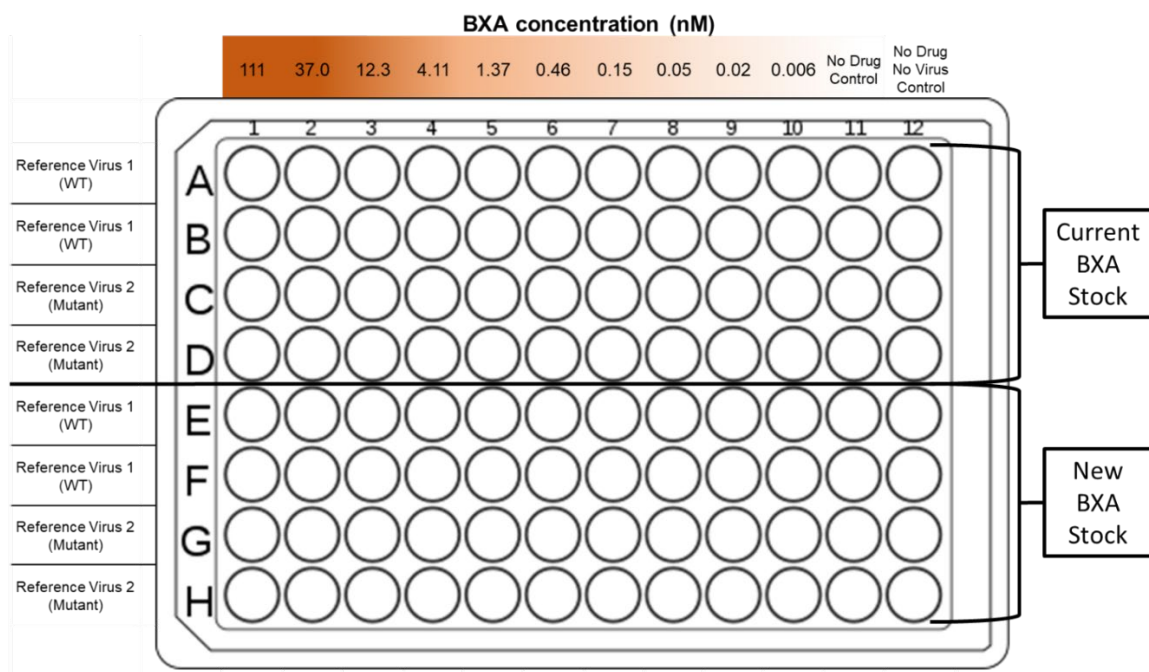 BXA concentration (nM)
111 37.0 12.3 4.11 1.37 0.46 0.15 0.05 0.02 0.006 No Drug Control No Drug No Virus Control
1 2 3 4 5 6 7 8 9 10 11 12
Reference Virus 1
(WT)
A
Reference Virus 1
(WT)
B
Reference Virus 2
(Mutant)
C
Reference Virus 2
(Mutant)
D
Current
BXA
Stock
Reference Virus 1
(WT)
E
Reference Virus 1
(WT)
F
Reference Virus 2
(Mutant)
G
Reference Virus 2
(Mutant)
H
New
BXA
Stock